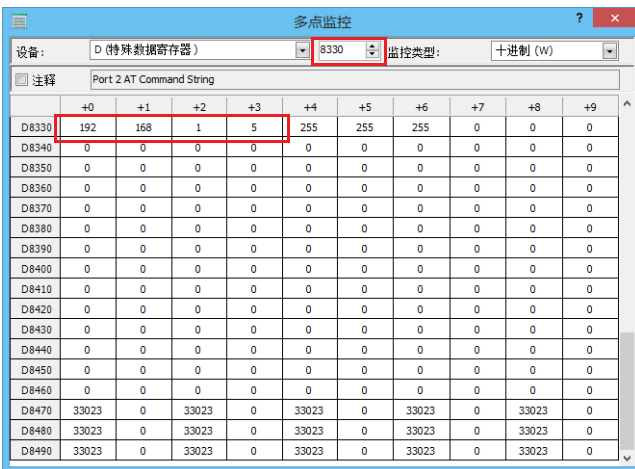 多点监控 ? ×
设备: D (特殊数据寄存器) 8330 监控类型: 十进制 (W)
注释 Port 2 AT Command String
+0 +1 +2 +3 +4 +5 +6 +7 +8 +9
D8330 192 168 1 5 255 255 255 0 0 0
D8340 0 0 0 0 0 0 0 0 0 0
D8350 0 0 0 0 0 0 0 0 0 0
D8360 0 0 0 0 0 0 0 0 0 0
D8370 0 0 0 0 0 0 0 0 0 0
D8380 0 0 0 0 0 0 0 0 0 0
D8390 0 0 0 0 0 0 0 0 0 0
D8400 0 0 0 0 0 0 0 0 0 0
D8410 0 0 0 0 0 0 0 0 0 0
D8420 0 0 0 0 0 0 0 0 0 0
D8430 0 0 0 0 0 0 0 0 0 0
D8440 0 0 0 0 0 0 0 0 0 0
D8450 0 0 0 0 0 0 0 0 0 0
D8460 0 0 0 0 0 0 0 0 0 0
D8470 33023 0 33023 0 33023 0 33023 0 33023 0
D8480 33023 0 33023 0 33023 0 33023 0 33023 0
D8490 33023 0 33023 0 33023 0 33023 0 33023 0